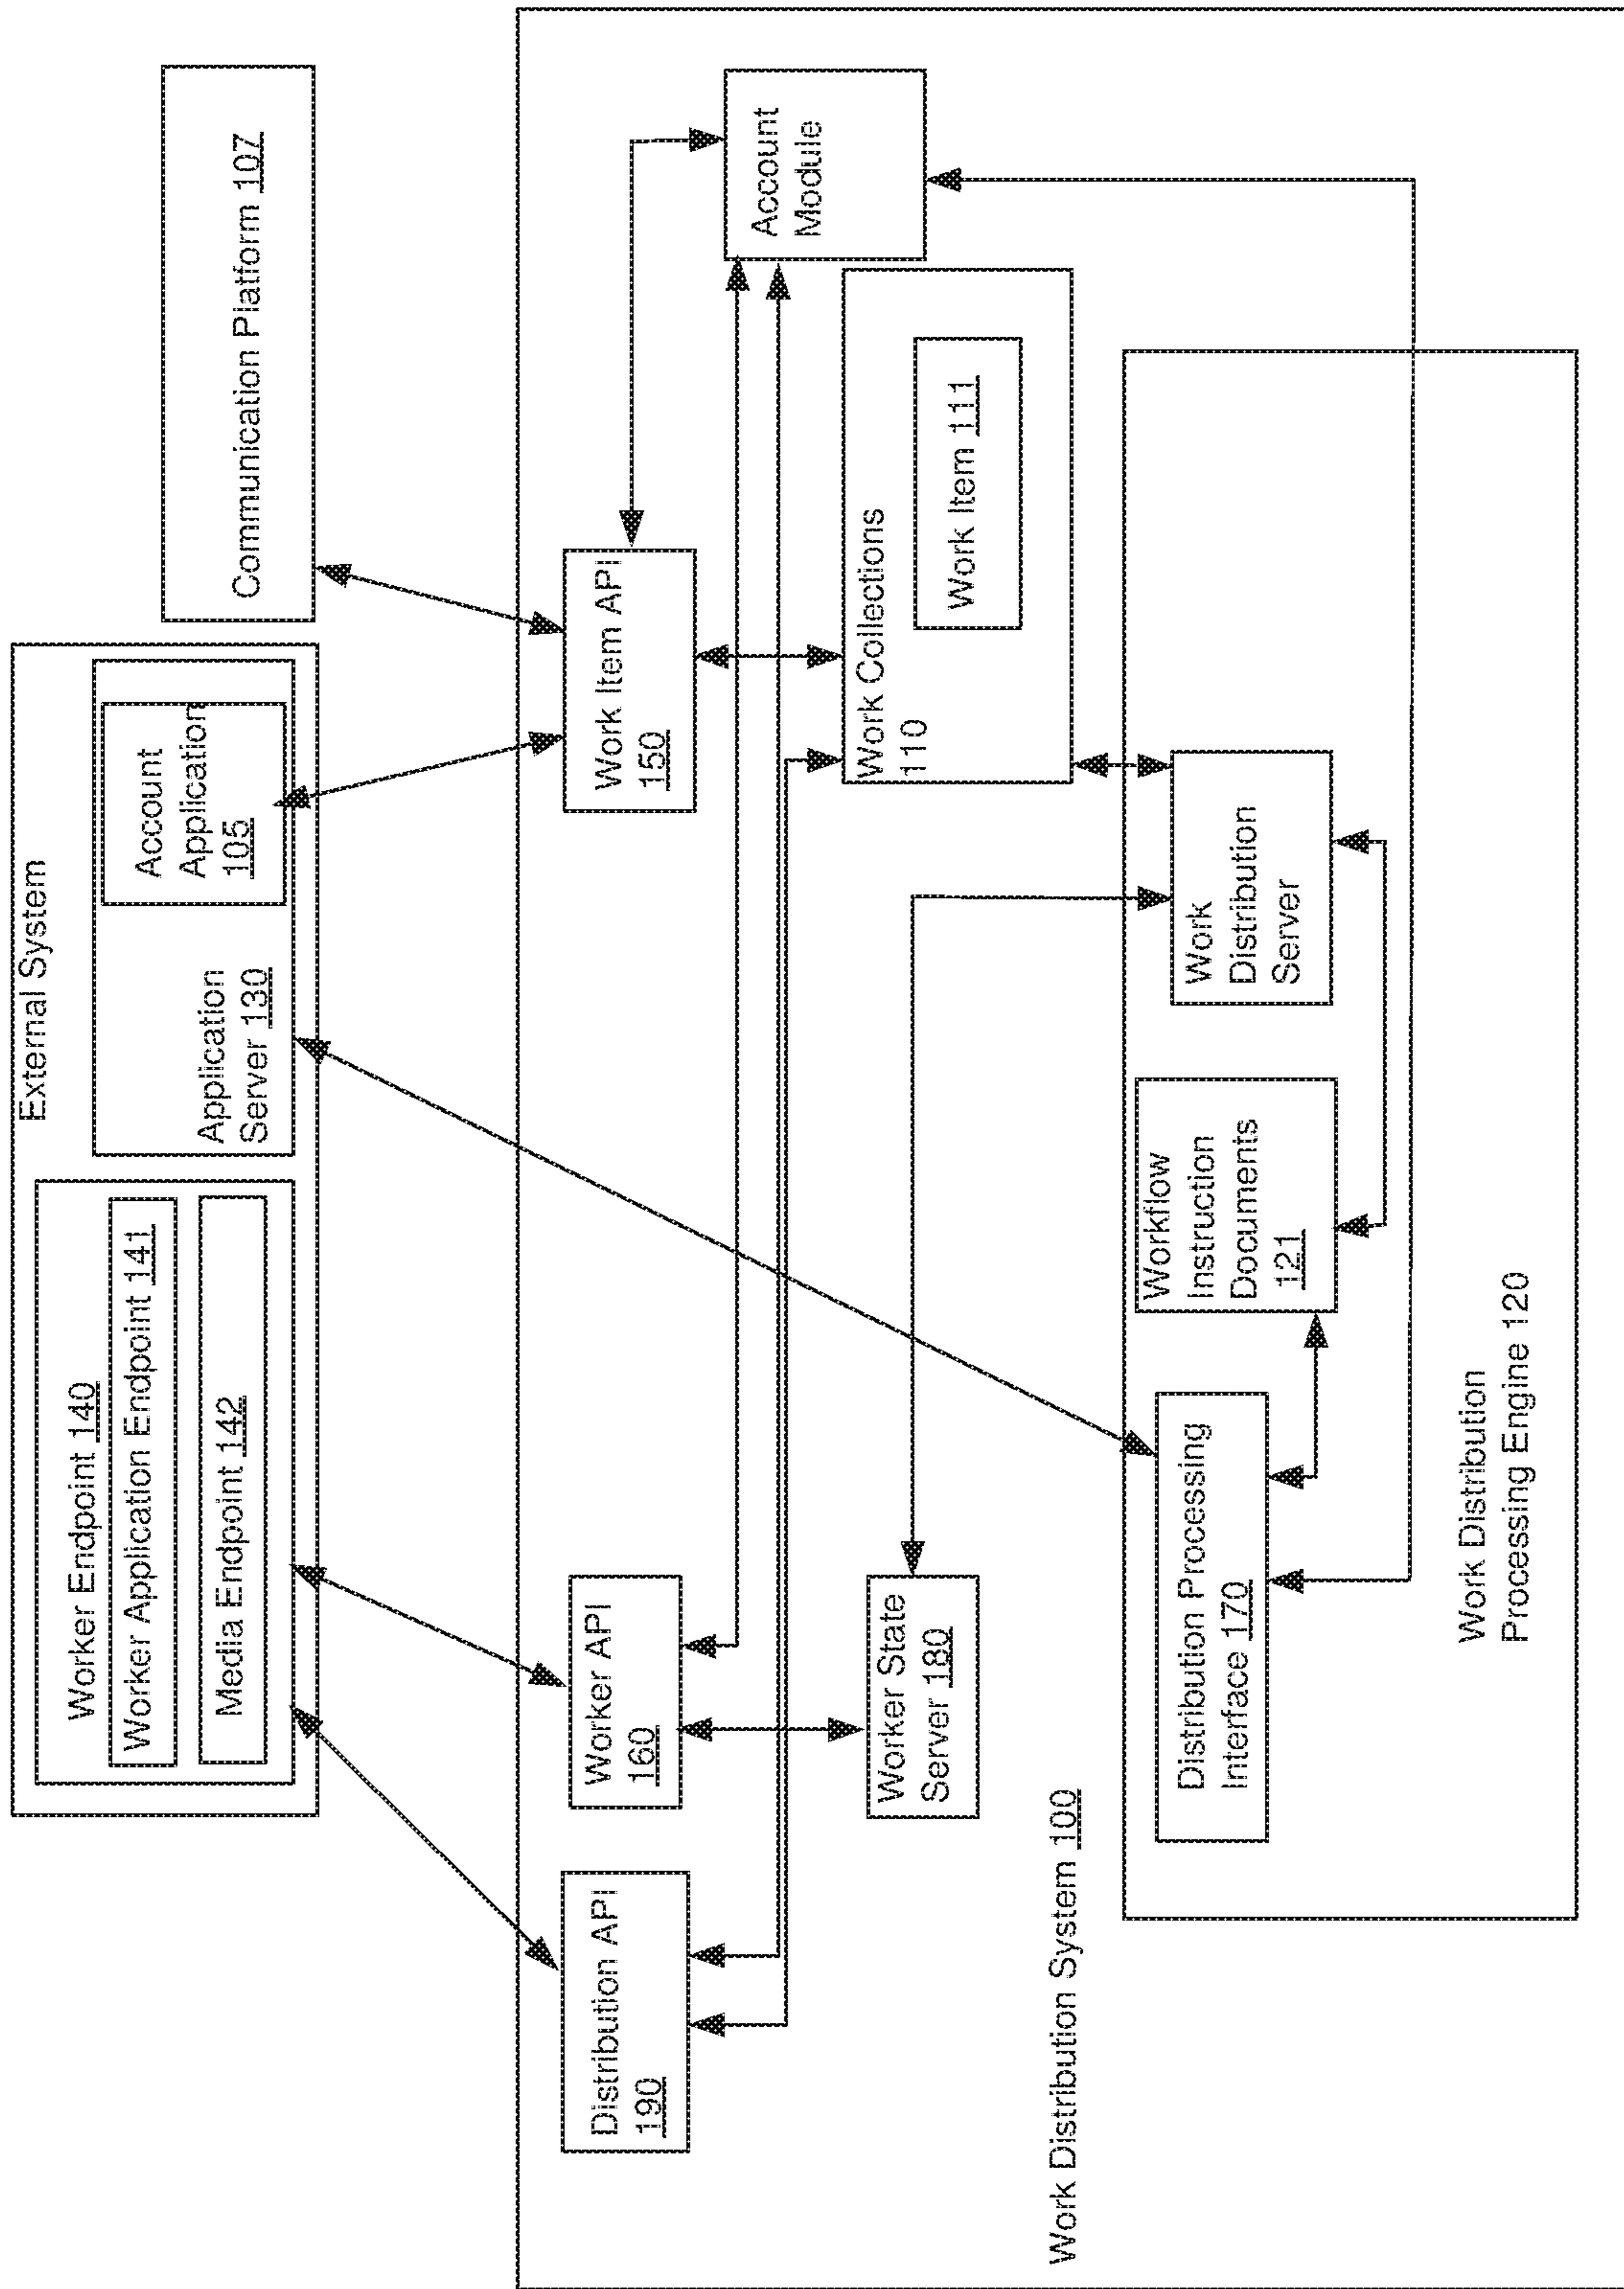 External System
Worker Endpoint 140
Worker Application Endpoint 141
Media Endpoint 142
Application
Server 130
Account
Application
105
Communication Platform 107
Distribution API
190
Worker API
160
Work Item API
150
Account
Module
Worker State
Server 180
Work Collections
110
Work Item 111
Work Distribution System 100
Distribution Processing
Interface 170
Workflow
Instruction
Documents
121
Work
Distribution
Server
Work Distribution
Processing Engine 120